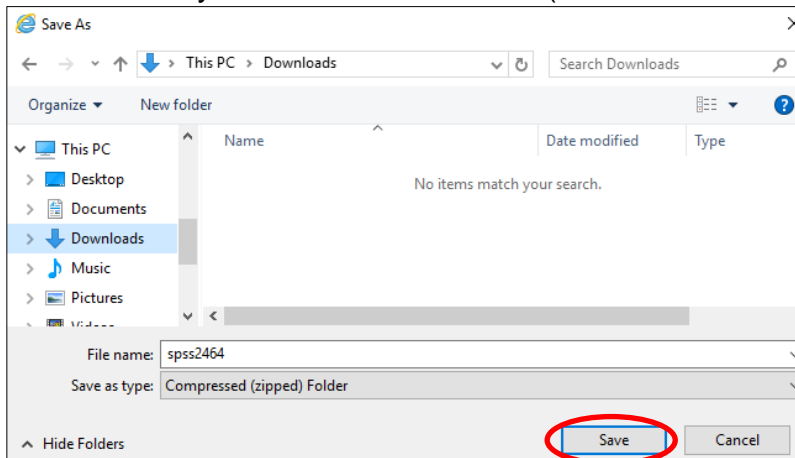 Save As
This PC > Downloads
Search Downloads
Organize
New folder
Name
Date modified
Type
This PC
No items match your search.
Desktop
Documents
Downloads
Music
Pictures
Videos
File name: spss2464
Save as type: Compressed (zipped) Folder
Hide Folders
Save
Cancel